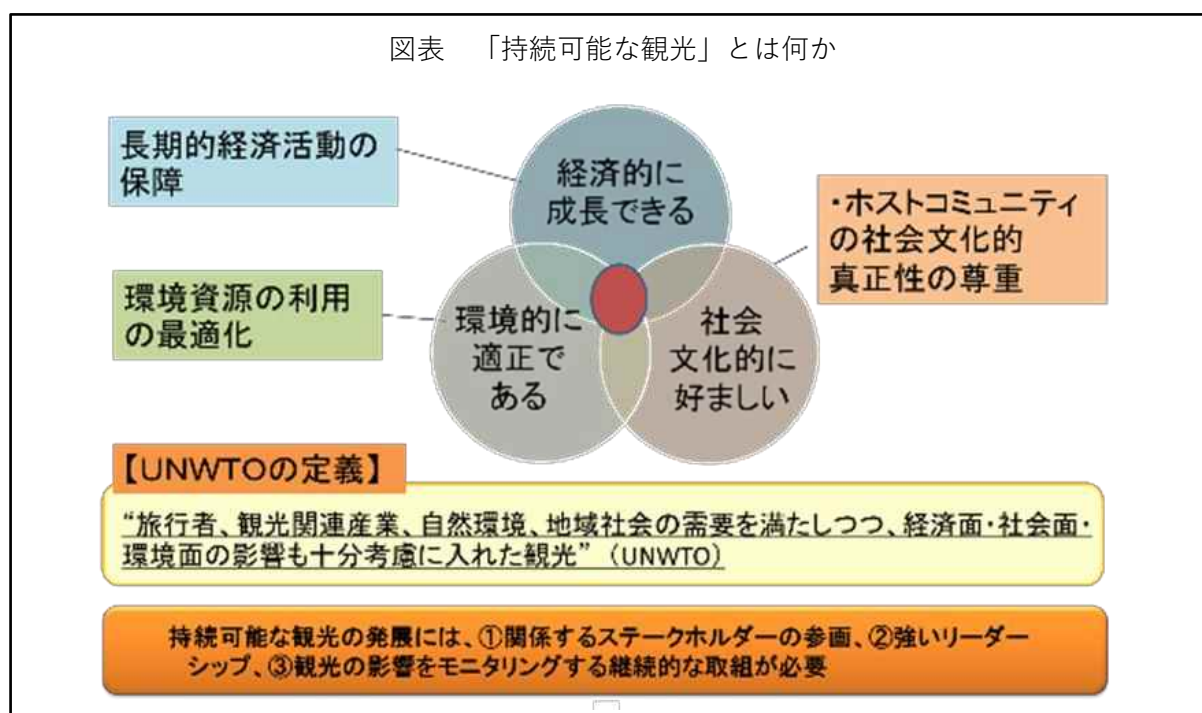 図表 「持続可能な観光」とは何か
長期的経済活動の
保障
経済的に
成長できる
・ホストコミュニティ
の社会文化的
真正性の尊重
環境資源の利用
の最適化
環境的に
適正で
ある
社会
文化的に
好ましい
【UNWTOの定義】
“旅行者、観光関連産業、自然環境、地域社会の需要を満たしつつ、経済面・社会面・
環境面の影響も十分考慮に入れた観光” (UNWTO)
持続可能な観光の発展には、①関係するステークホルダーの参画、②強いリーダー
シップ、③観光の影響をモニタリングする継続的な取組が必要